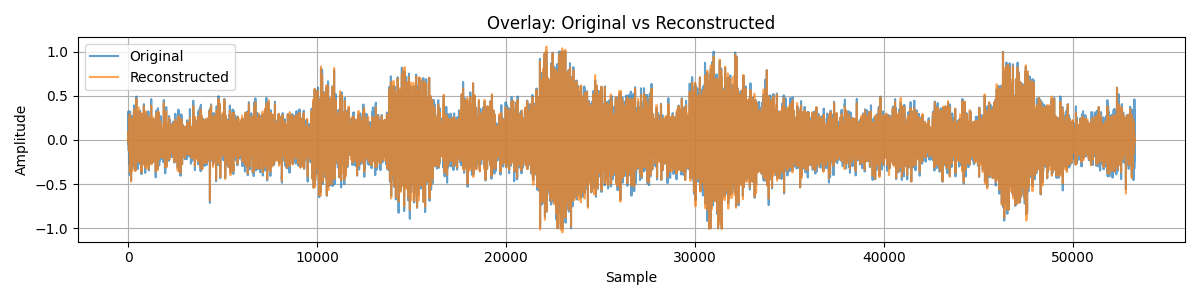 Overlay: Original vs Reconstructed
Original
Reconstructed
Amplitude
1.0
0.5
0.0
−0.5
−1.0
0 10000 20000 30000 40000 50000
Sample